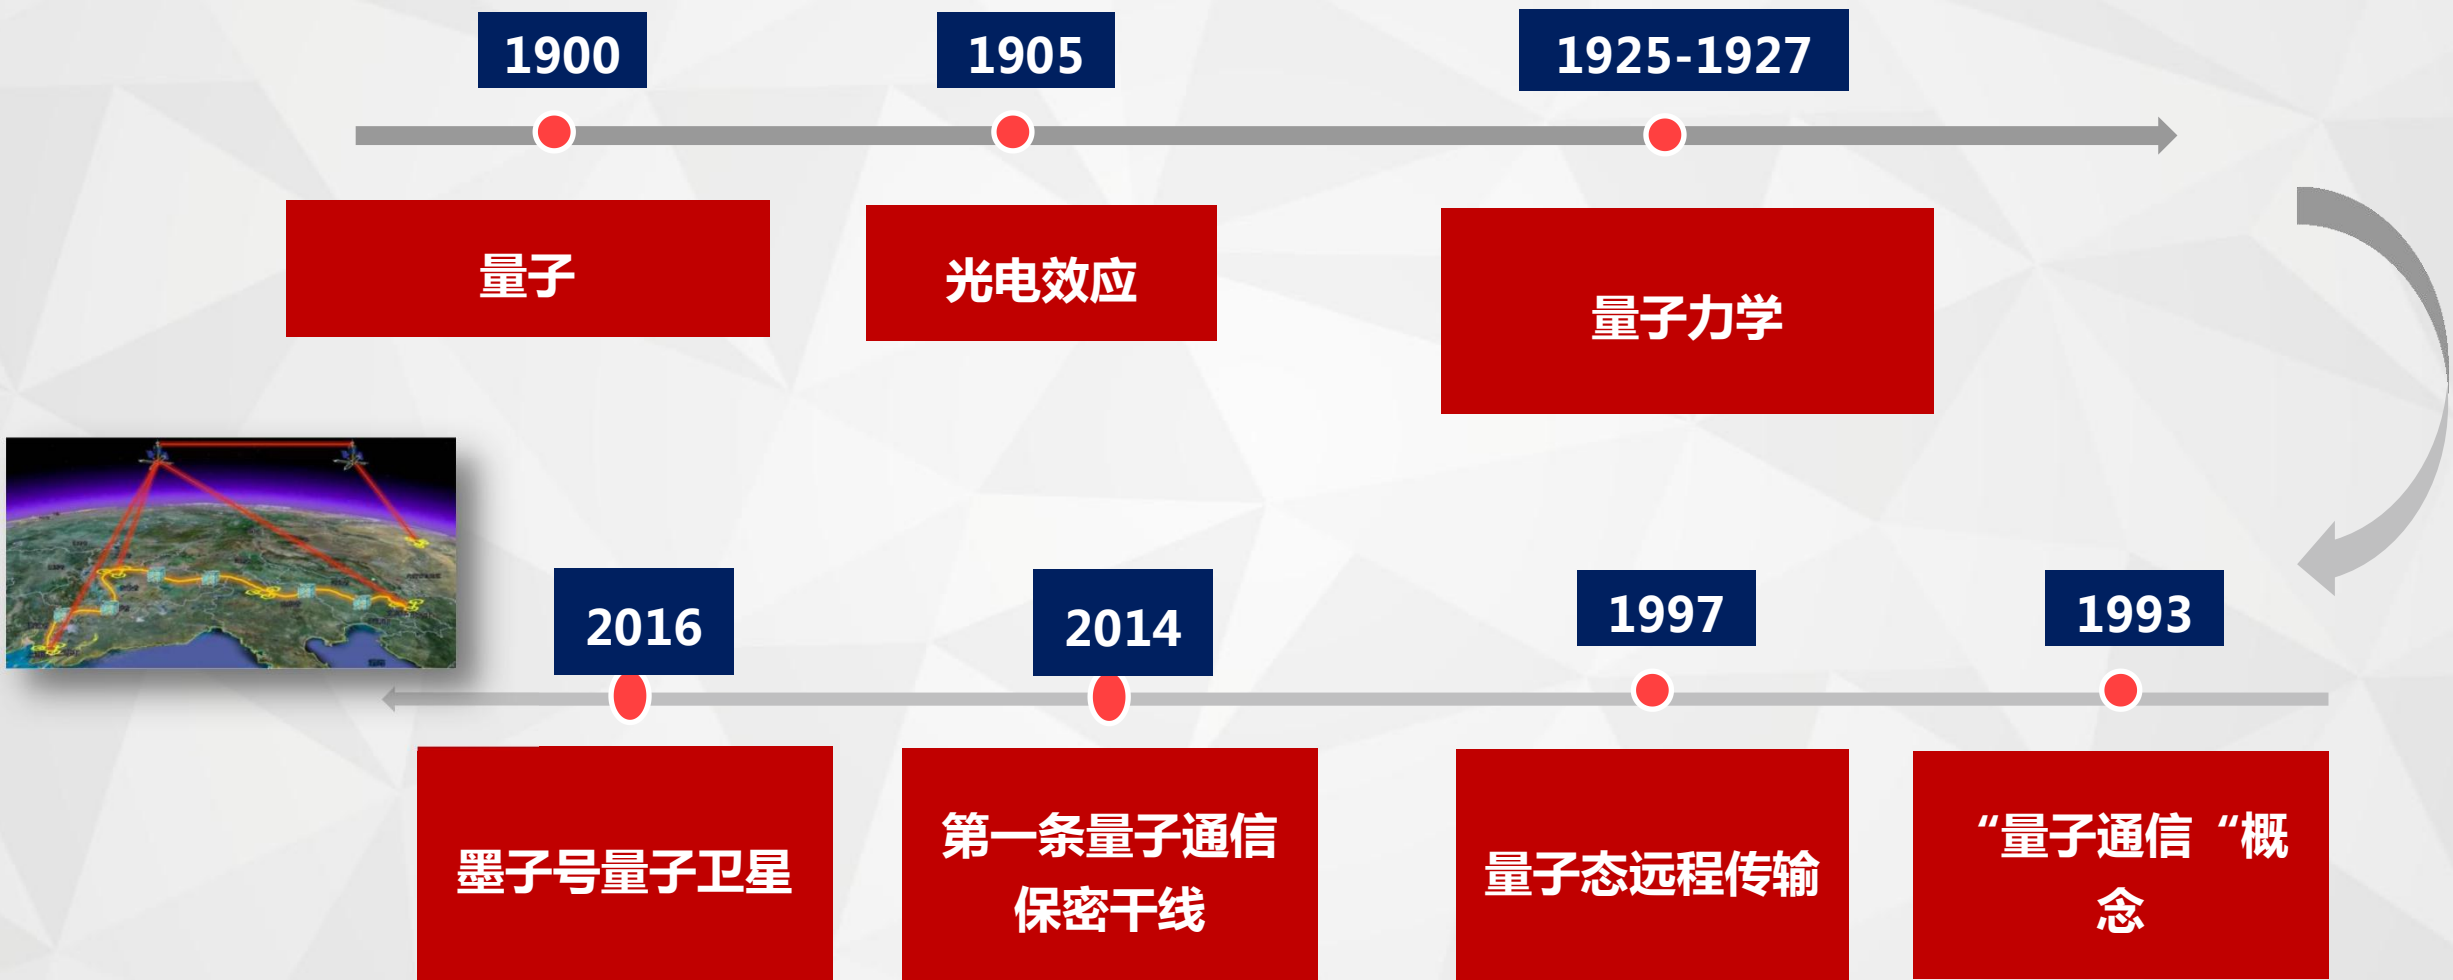 1900
1905
1925-1927
量子
光电效应
量子力学
2016
2014
1997
1993
墨子号量子卫星
第一条量子通信
保密干线
量子态远程传输
“量子通信“概
念